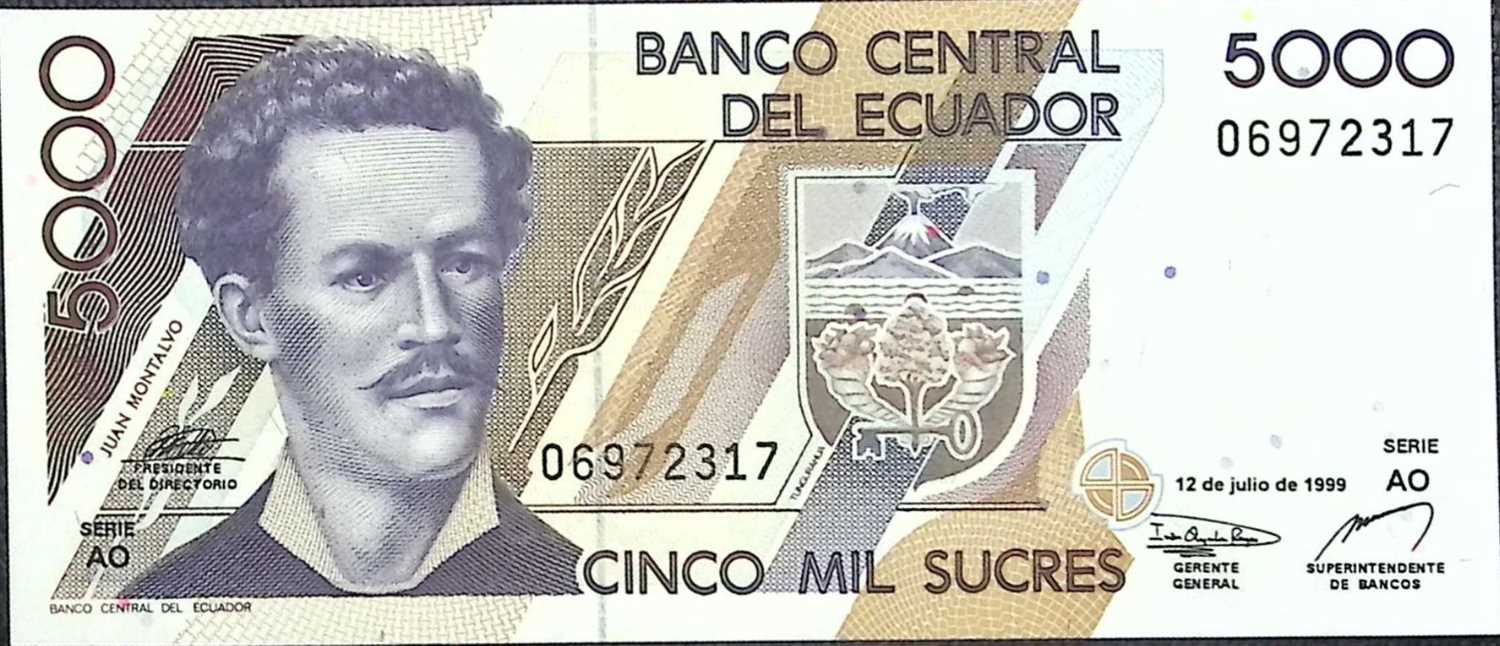 BANCO CENTRAL
DEL ECUADOR
5000
06972317
5000
JUAN MONTALVO
PRESIDENTE
DEL DIRECTORIO
SERIE
AO
BANCO CENTRAL DEL ECUADOR
06972317
TUNGURAHUA
12 de julio de 1999
SERIE
AO
CINCO MIL SUCRES
GERENTE
GENERAL
SUPERINTENDENTE
DE BANCOS